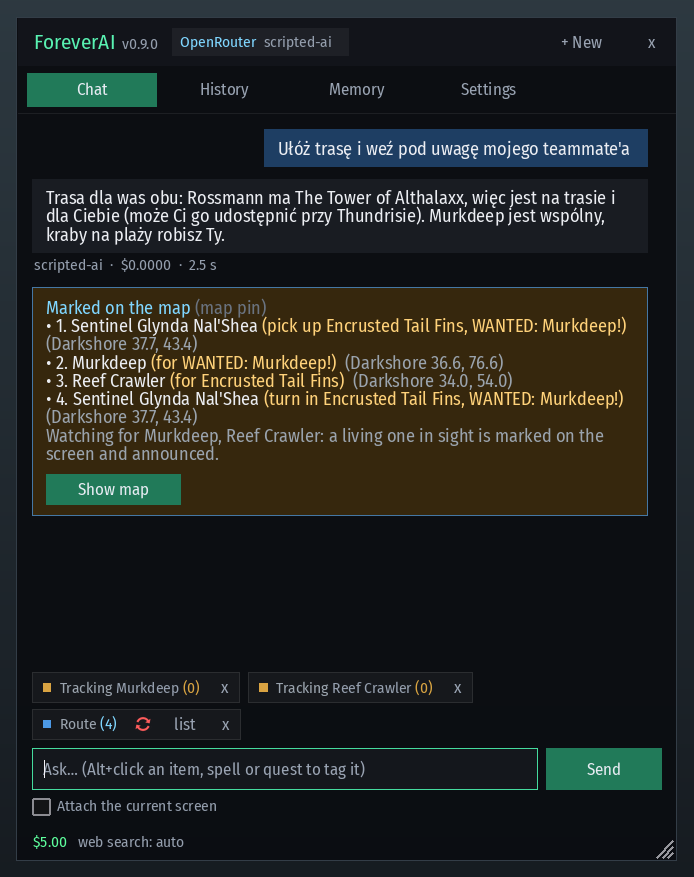 ForeverAI v0.9.0 OpenRouter scripted-ai + New x
Chat History Memory Settings
Ułóż trasę i weź pod uwagę mojego teammate'a
Trasa dla was obu: Rossmann ma The Tower of Althalaxx, więc jest na trasie i
dla Ciebie (może Ci go udostępnić przy Thundrisie). Murkdeep jest wspólny,
kraby na plaży robisz Ty.
scripted-ai · $0.0000 · 2.5 s
Marked on the map (map pin)
• 1. Sentinel Glynda Nal'Shea (pick up Encrusted Tail Fins, WANTED: Murkdeep!)
(Darkshore 37.7, 43.4)
• 2. Murkdeep (for WANTED: Murkdeep!) (Darkshore 36.6, 76.6)
• 3. Reef Crawler (for Encrusted Tail Fins) (Darkshore 34.0, 54.0)
• 4. Sentinel Glynda Nal'Shea (turn in Encrusted Tail Fins, WANTED: Murkdeep!)
(Darkshore 37.7, 43.4)
Watching for Murkdeep, Reef Crawler: a living one in sight is marked on the
screen and announced.
Show map
Tracking Murkdeep (0) x Tracking Reef Crawler (0) x
Route (4) list x
Ask... (Alt+click an item, spell or quest to tag it) Send
Attach the current screen
$5.00 web search: auto